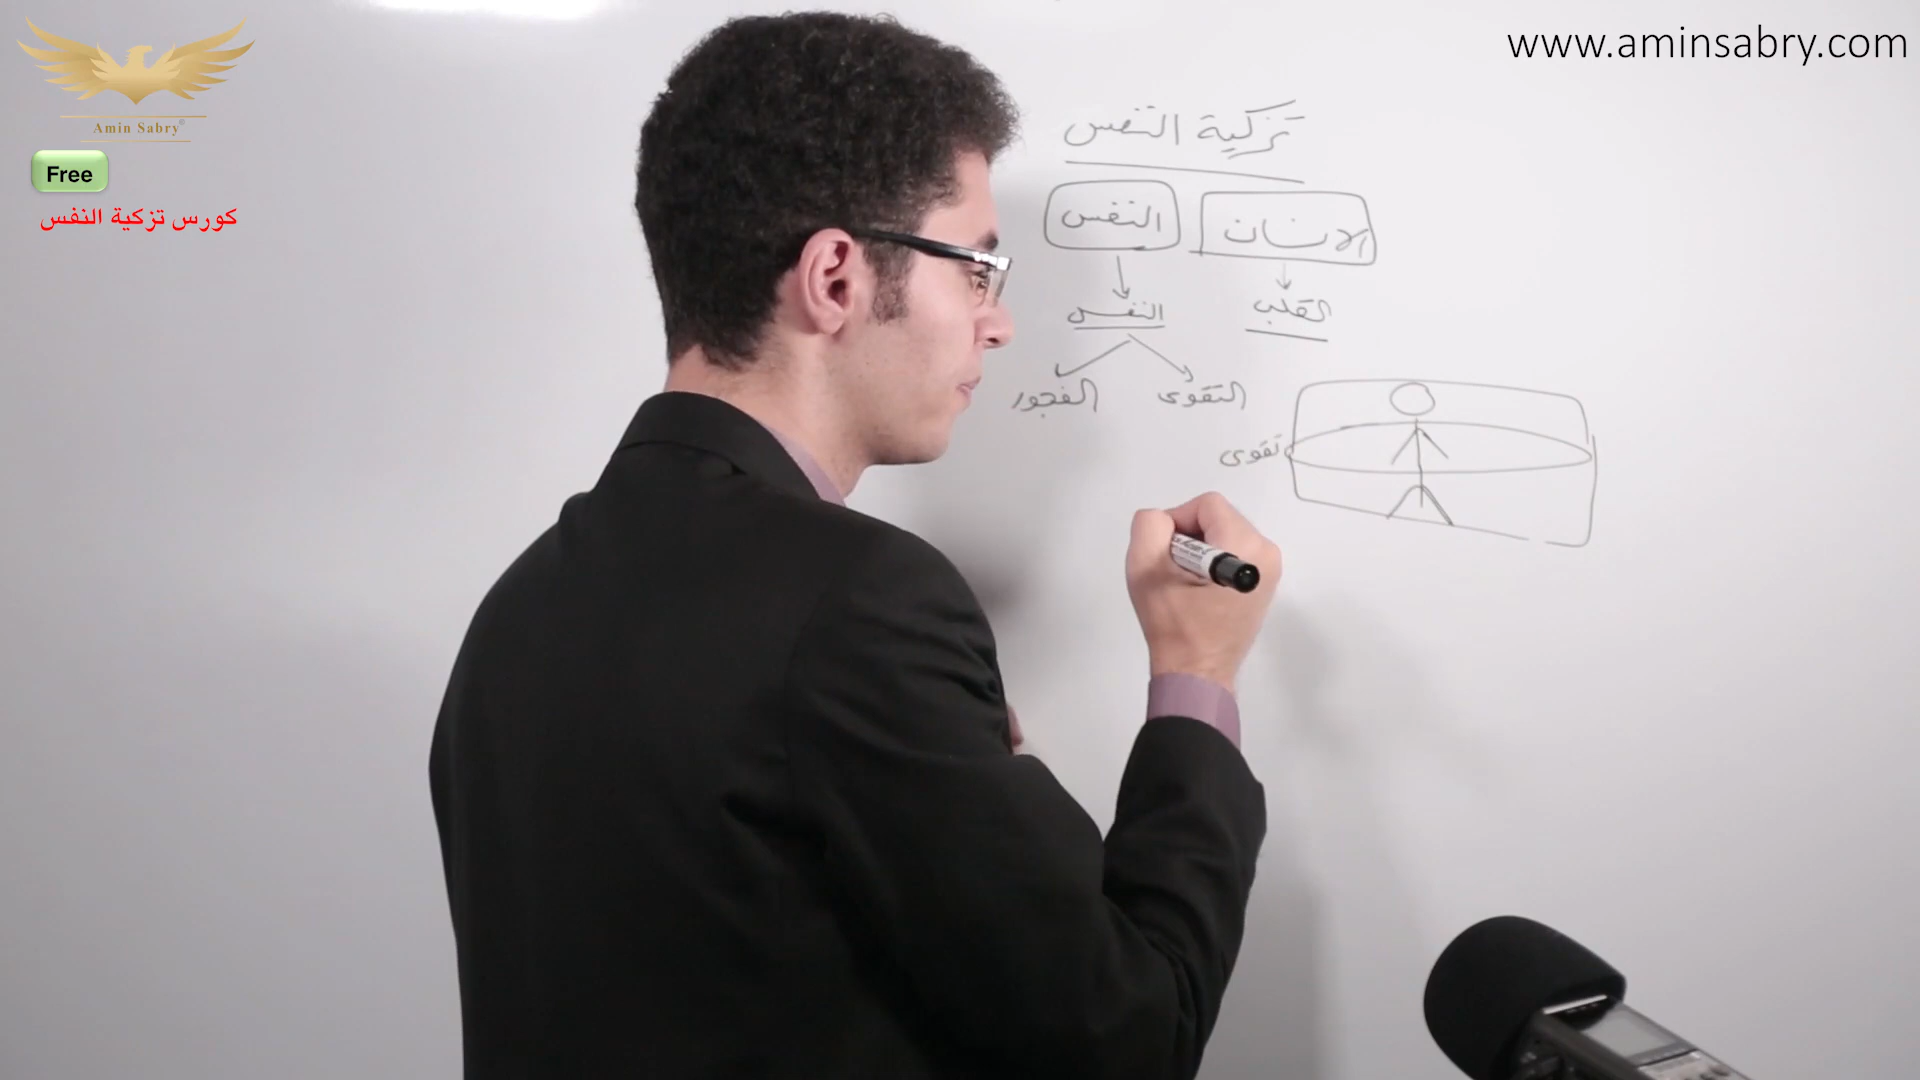 www.aminsabry.com
Amin Sabry
Free
كورس تزكية النفس
تزكية النفس
الانسان
النفس
القلب
النفس
التقوى
الفجور
تقوى